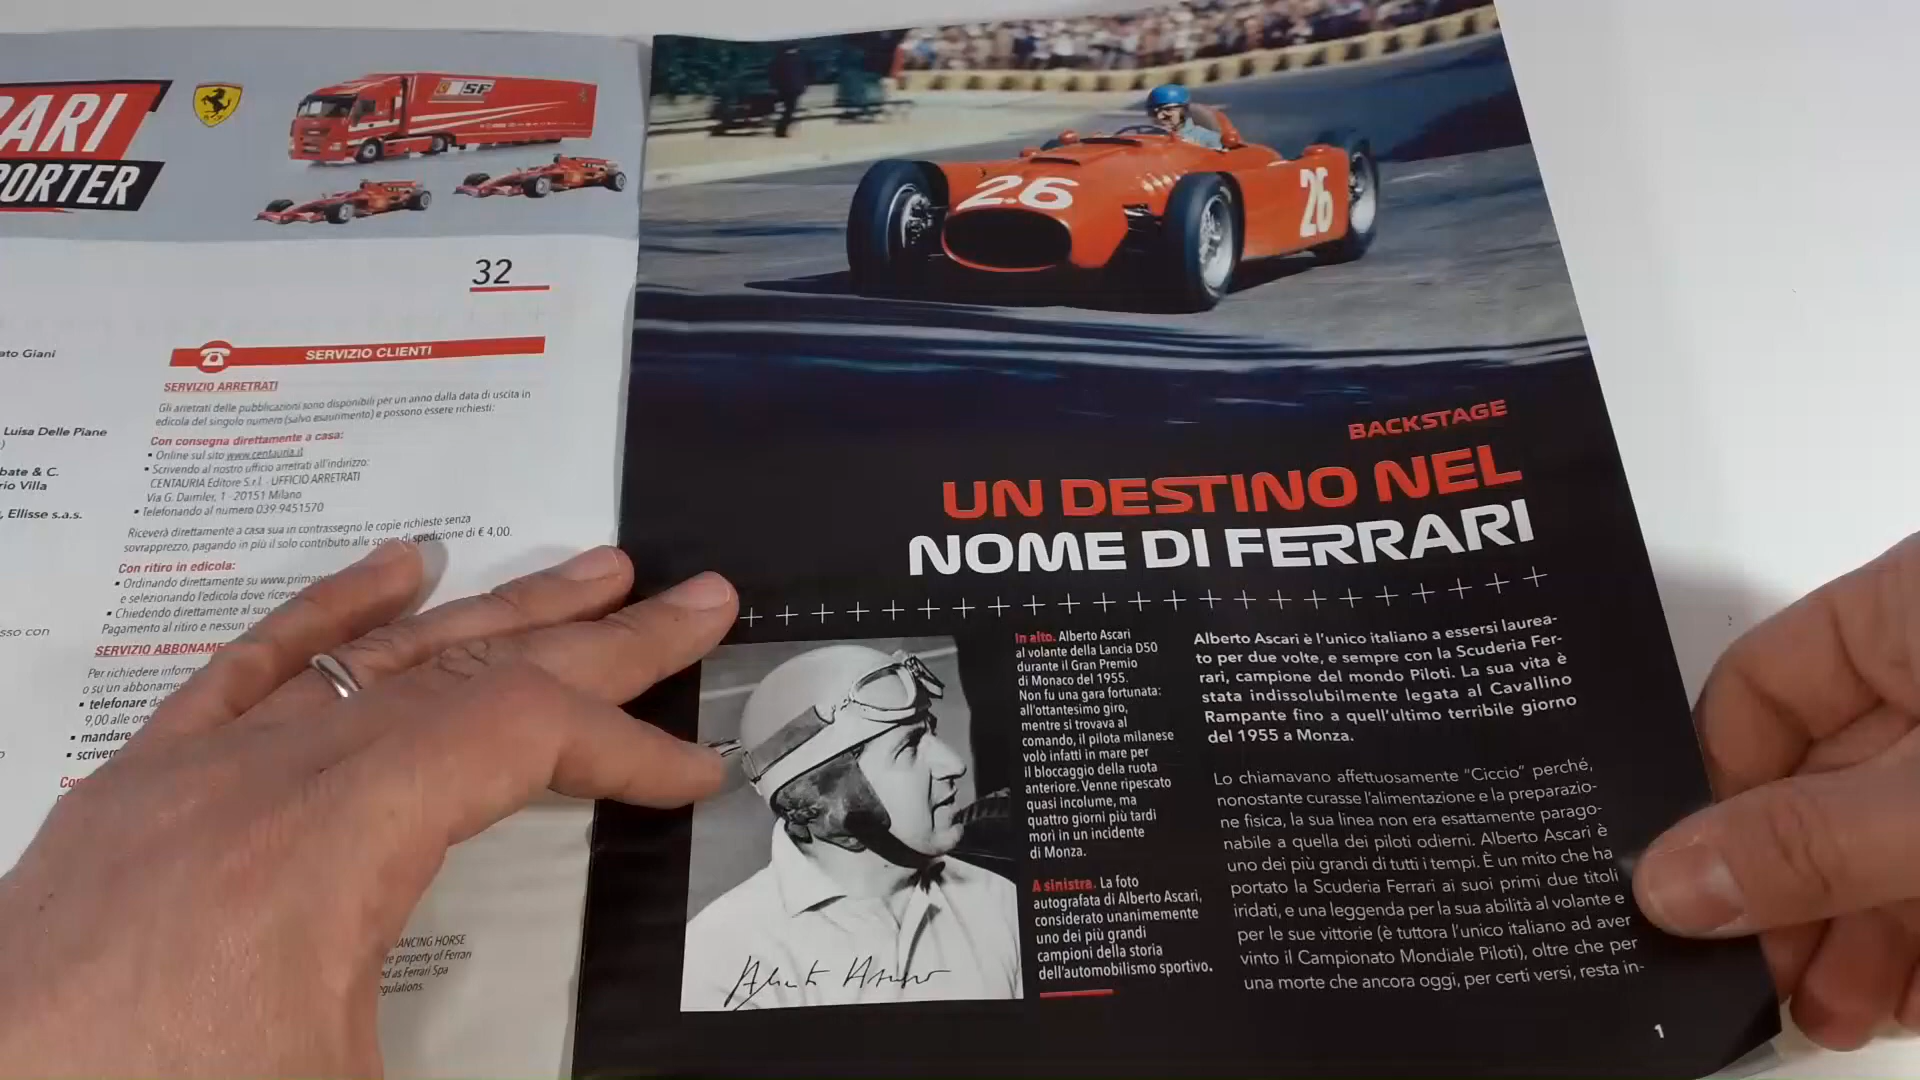 ARI
ORTER
SF
32
ato Giani
Luisa Delle Piane
bate & C.
rio Villa
, Ellisse s.a.s.
sso con
SERVIZIO CLIENTI
SERVIZIO ARRETRATI
Gli arretrati delle pubblicazioni sono disponibili per un anno dalla data di uscita in
edicola del singolo numero (salvo esaurimento) e possono essere richiesti:
Con consegna direttamente a casa:
• Online sul sito www.centauria.it
• Scrivendo al nostro ufficio arretrati all'indirizzo:
CENTAURIA Editore S.r.l. - UFFICIO ARRETRATI
Via G. Daimler, 1 - 20151 Milano
• Telefonando al numero 039.9451570
Riceverà direttamente a casa sua in contrassegno le copie richieste senza
sovrapprezzo, pagando in più il solo contributo alle spese di spedizione di € 4,00.
Con ritiro in edicola:
• Ordinando direttamente su www.prima
e selezionando l'edicola dove riceve
• Chiedendo direttamente al suo
Pagamento al ritiro e nessun
SERVIZIO ABBONAME
Per richiedere inform
o su un abboname
• telefonare da
9,00 alle ore
• mandare
• scriver
ANCING HORSE
re property of Ferrari
ed as Ferrari Spa
egulations.
26
26
BACKSTAGE
UN DESTINO NEL
NOME DI FERRARI
In alto. Alberto Ascari
al volante della Lancia D50
durante il Gran Premio
di Monaco del 1955.
Non fu una gara fortunata:
all'ottantesimo giro,
mentre si trovava al
comando, il pilota milanese
volò infatti in mare per
il bloccaggio della ruota
anteriore. Venne ripescato
quasi incolume, ma
quattro giorni più tardi
morì in un incidente
di Monza.
A sinistra. La foto
autografata di Alberto Ascari,
considerato unanimemente
uno dei più grandi
campioni della storia
dell'automobilismo sportivo.
Alberto Ascari
Alberto Ascari è l'unico italiano a essersi laurea-
to per due volte, e sempre con la Scuderia Fer-
rari, campione del mondo Piloti. La sua vita è
stata indissolubilmente legata al Cavallino
Rampante fino a quell'ultimo terribile giorno
del 1955 a Monza.
Lo chiamavano affettuosamente "Ciccio" perché,
nonostante curasse l'alimentazione e la preparazio-
ne fisica, la sua linea non era esattamente parago-
nabile a quella dei piloti odierni. Alberto Ascari è
uno dei più grandi di tutti i tempi. È un mito che ha
portato la Scuderia Ferrari ai suoi primi due titoli
iridati, e una leggenda per la sua abilità al volante e
per le sue vittorie (è tuttora l'unico italiano ad aver
vinto il Campionato Mondiale Piloti), oltre che per
una morte che ancora oggi, per certi versi, resta in-
1